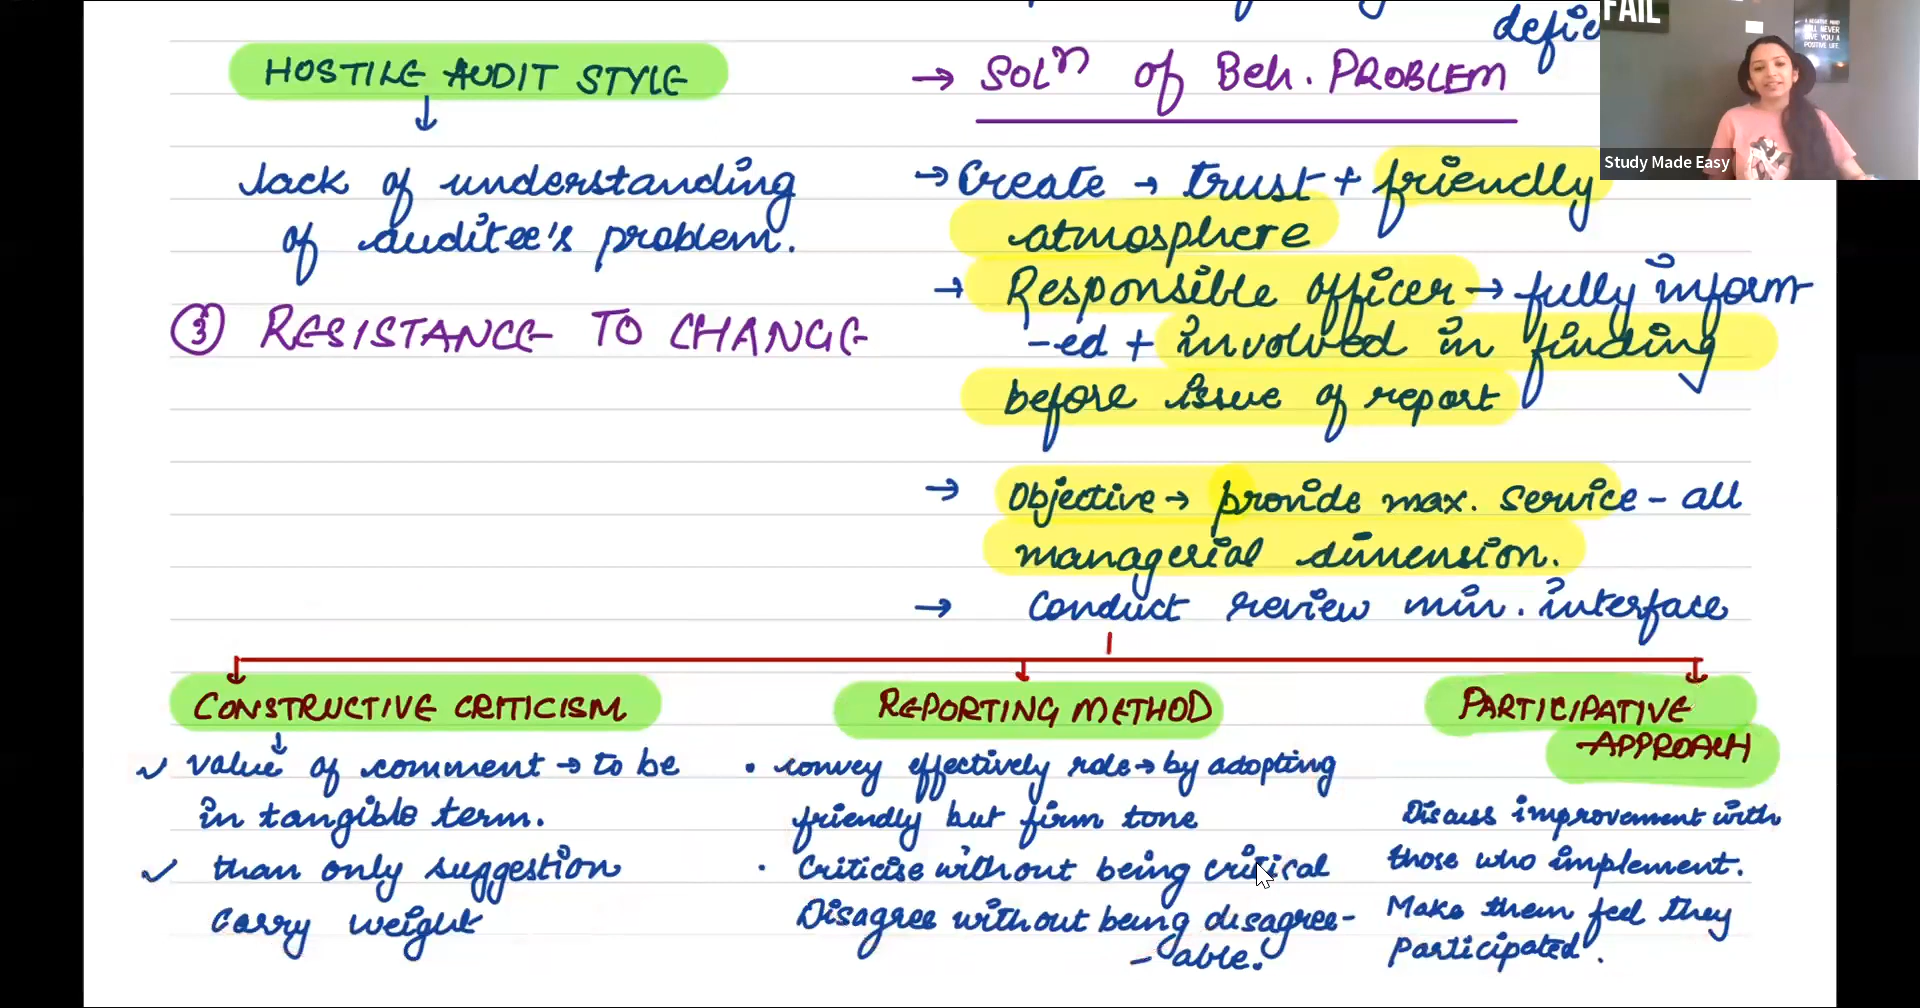 defic
FAIL
HOSTILE AUDIT STYLE
lack of understanding
of auditee's problem.
③ RESISTANCE TO CHANGE
→ SOLⁿ of Beh. PROBLEM
→ Create → trust + friendly
atmosphere
→ Responsible officer → fully inform
-ed + involved in finding
before issue of report
→ Objective → provide max. service - all
managerial dimension.
→ Conduct review min. interface
Study Made Easy
CONSTRUCTIVE CRITICISM
✓ value of comment → to be
in tangible term.
✓ than only suggestion
carry weight
REPORTING METHOD
• convey effectively role → by adopting
friendly but firm tone
• Criticise without being critical
Disagree without being disagree-
-able.
PARTICIPATIVE
-APPROACH
Discuss improvement with
those who implement.
Make them feel they
participated.